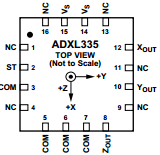 NC
VS
VS
NC
16
15
14
13
ADXL335
TOP VIEW
(Not to Scale)
NC 1
12 XOUT
ST 2
11 NC
+Y
COM 3
10 YOUT
+Z
NC 4
9 NC
+X
5
6
7
8
COM
COM
COM
ZOUT